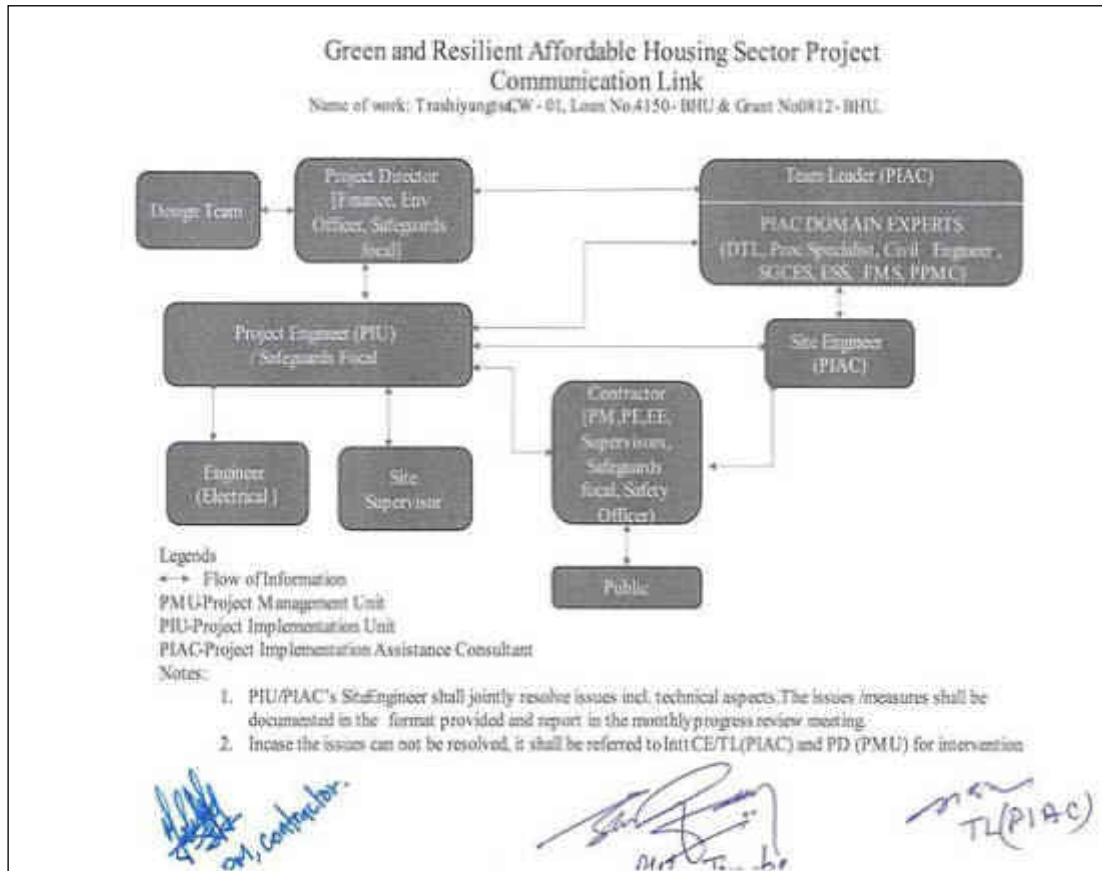 Green and Resilient Affordable Housing Sector Project
Communication Link
Name of work: Trashiyangtse,CW - 01, Loan No.4150- BHU & Grant No0812- BHU.
Design Team
Project Director
[Finance, Env
Officer, Safeguards
focal]
Team Leader (PIAC)
PIAC DOMAIN EXPERTS
(DTL, Proc Specialist, Civil Engineer,
SGCES, ESS, FMS, PPMC)
Project Engineer (PIU)
/ Safeguards Focal
Site Engineer
(PIAC)
Contractor
[PM,PE,EE,
Supervisors,
Safeguards
focal, Safety
Officer)
Engineer
(Electrical )
Site
Supervisor
Public
Legends
Flow of Information
PMU-Project Management Unit
PIU-Project Implementation Unit
PIAC-Project Implementation Assistance Consultant
Notes:
1. PIU/PIAC's SiteEngineer shall jointly resolve issues incl. technical aspects.The issues /measures shall be
documented in the format provided and report in the monthly progress review meeting.
2. Incase the issues can not be resolved, it shall be referred to Intl CE/TL(PIAC) and PD (PMU) for intervention
PM, Contractor.
TL(PIAC)